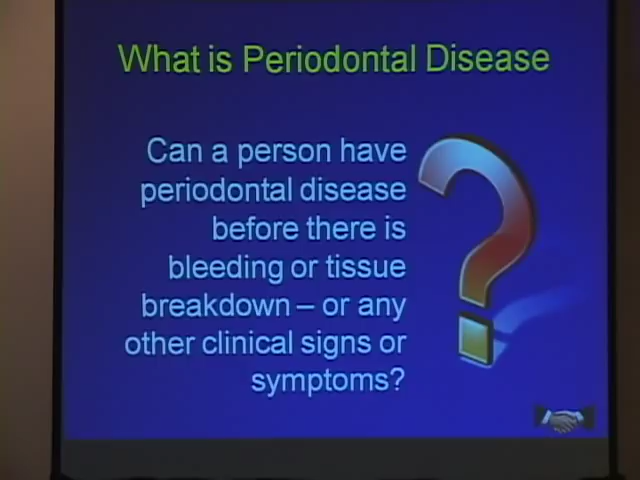 What is Periodontal Disease
Can a person have
periodontal disease
before there is
bleeding or tissue
breakdown – or any
other clinical signs or
symptoms?